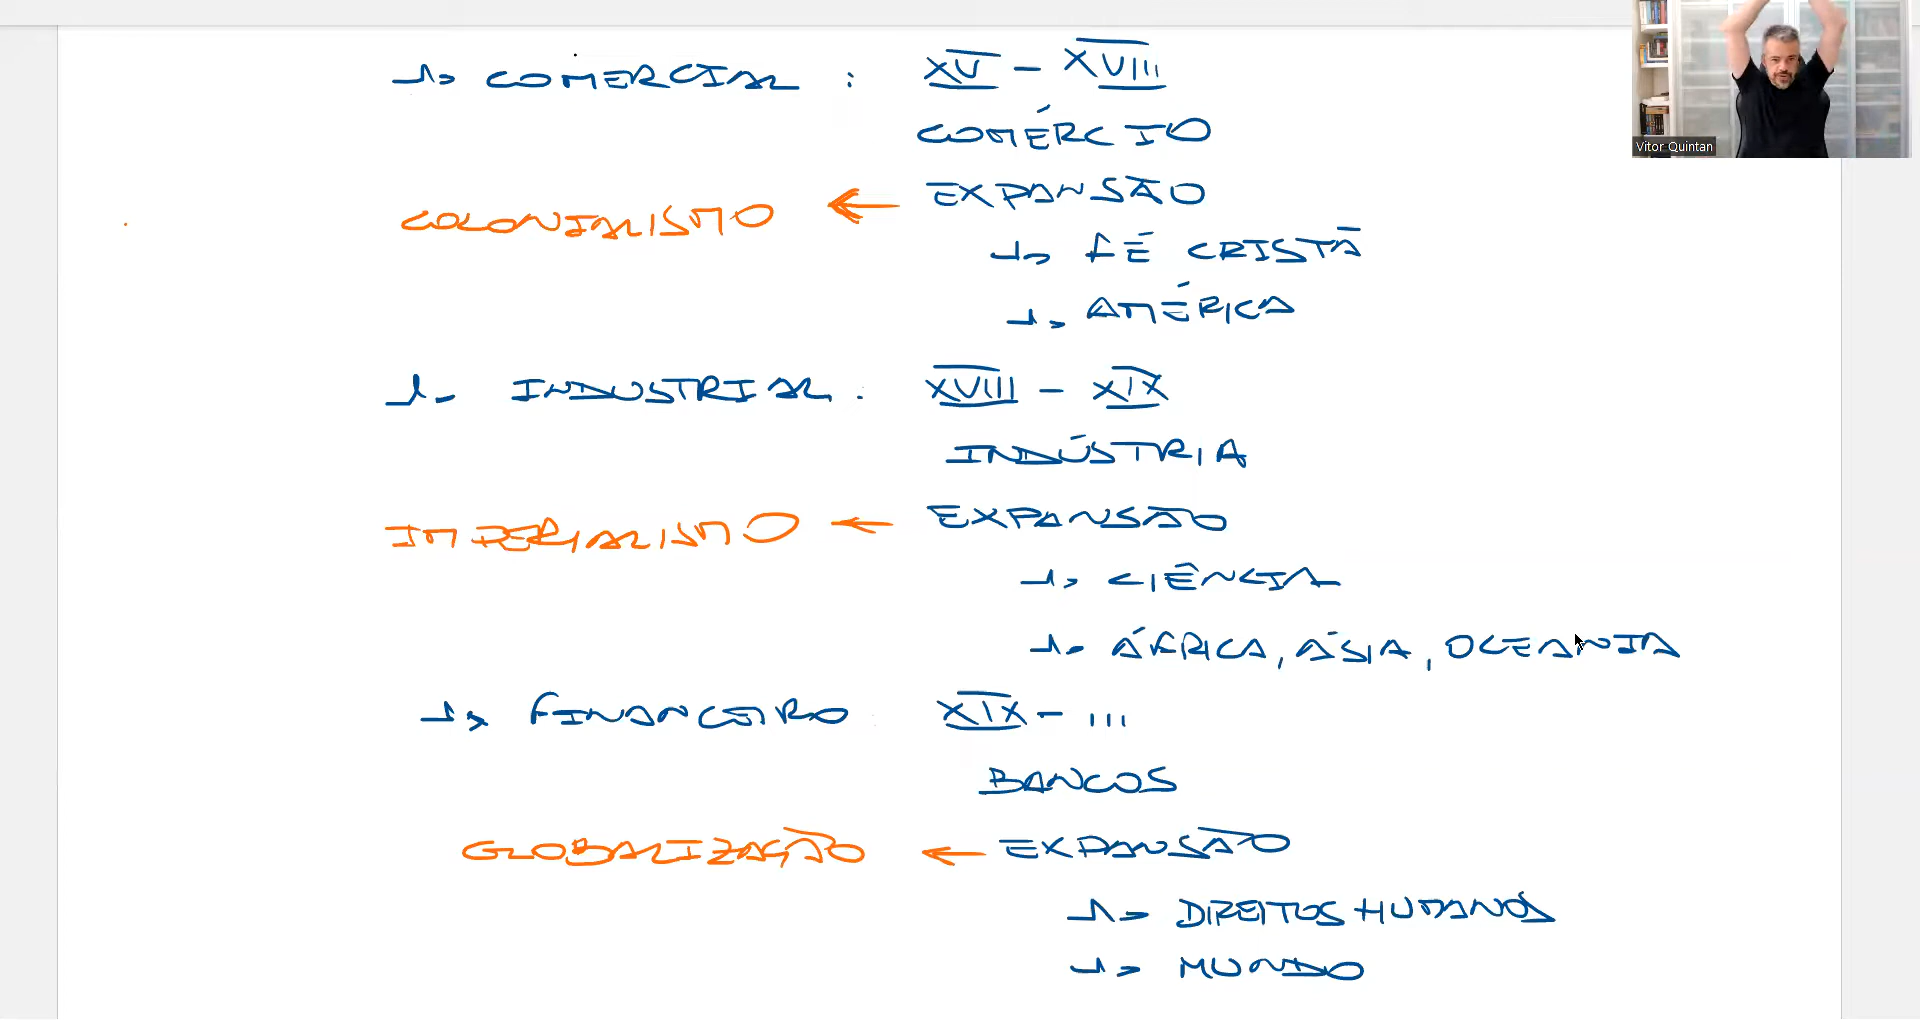 → COMERCIAL : XV - XVIII
COMÉRCIO
Vitor Quintan
COLONIALISMO ← EXPANSÃO
→ FÉ CRISTÃ
→ AMÉRICA
→ INDUSTRIAL : XVIII - XIX
INDÚSTRIA
IMPERIALISMO ← EXPANSÃO
→ CIÊNCIA
→ ÁFRICA, ÁSIA, OCEANIA
→ FINANCEIRO XIX - ...
BANCOS
GLOBALIZAÇÃO ← EXPANSÃO
→ DIREITOS HUMANOS
→ MUNDO